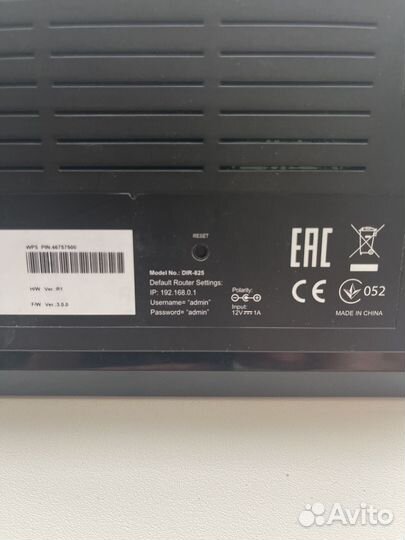 RESET
WPS PIN:46757500
H/W Ver.:R1
F/W Ver.:3.0.0
Model No.: DIR-825
Default Router Settings:
IP: 192.168.0.1
Username= "admin"
Password= "admin"
Polarity:
Input:
12V⎓1A
EAC
CE
052
MADE IN CHINA
Avito